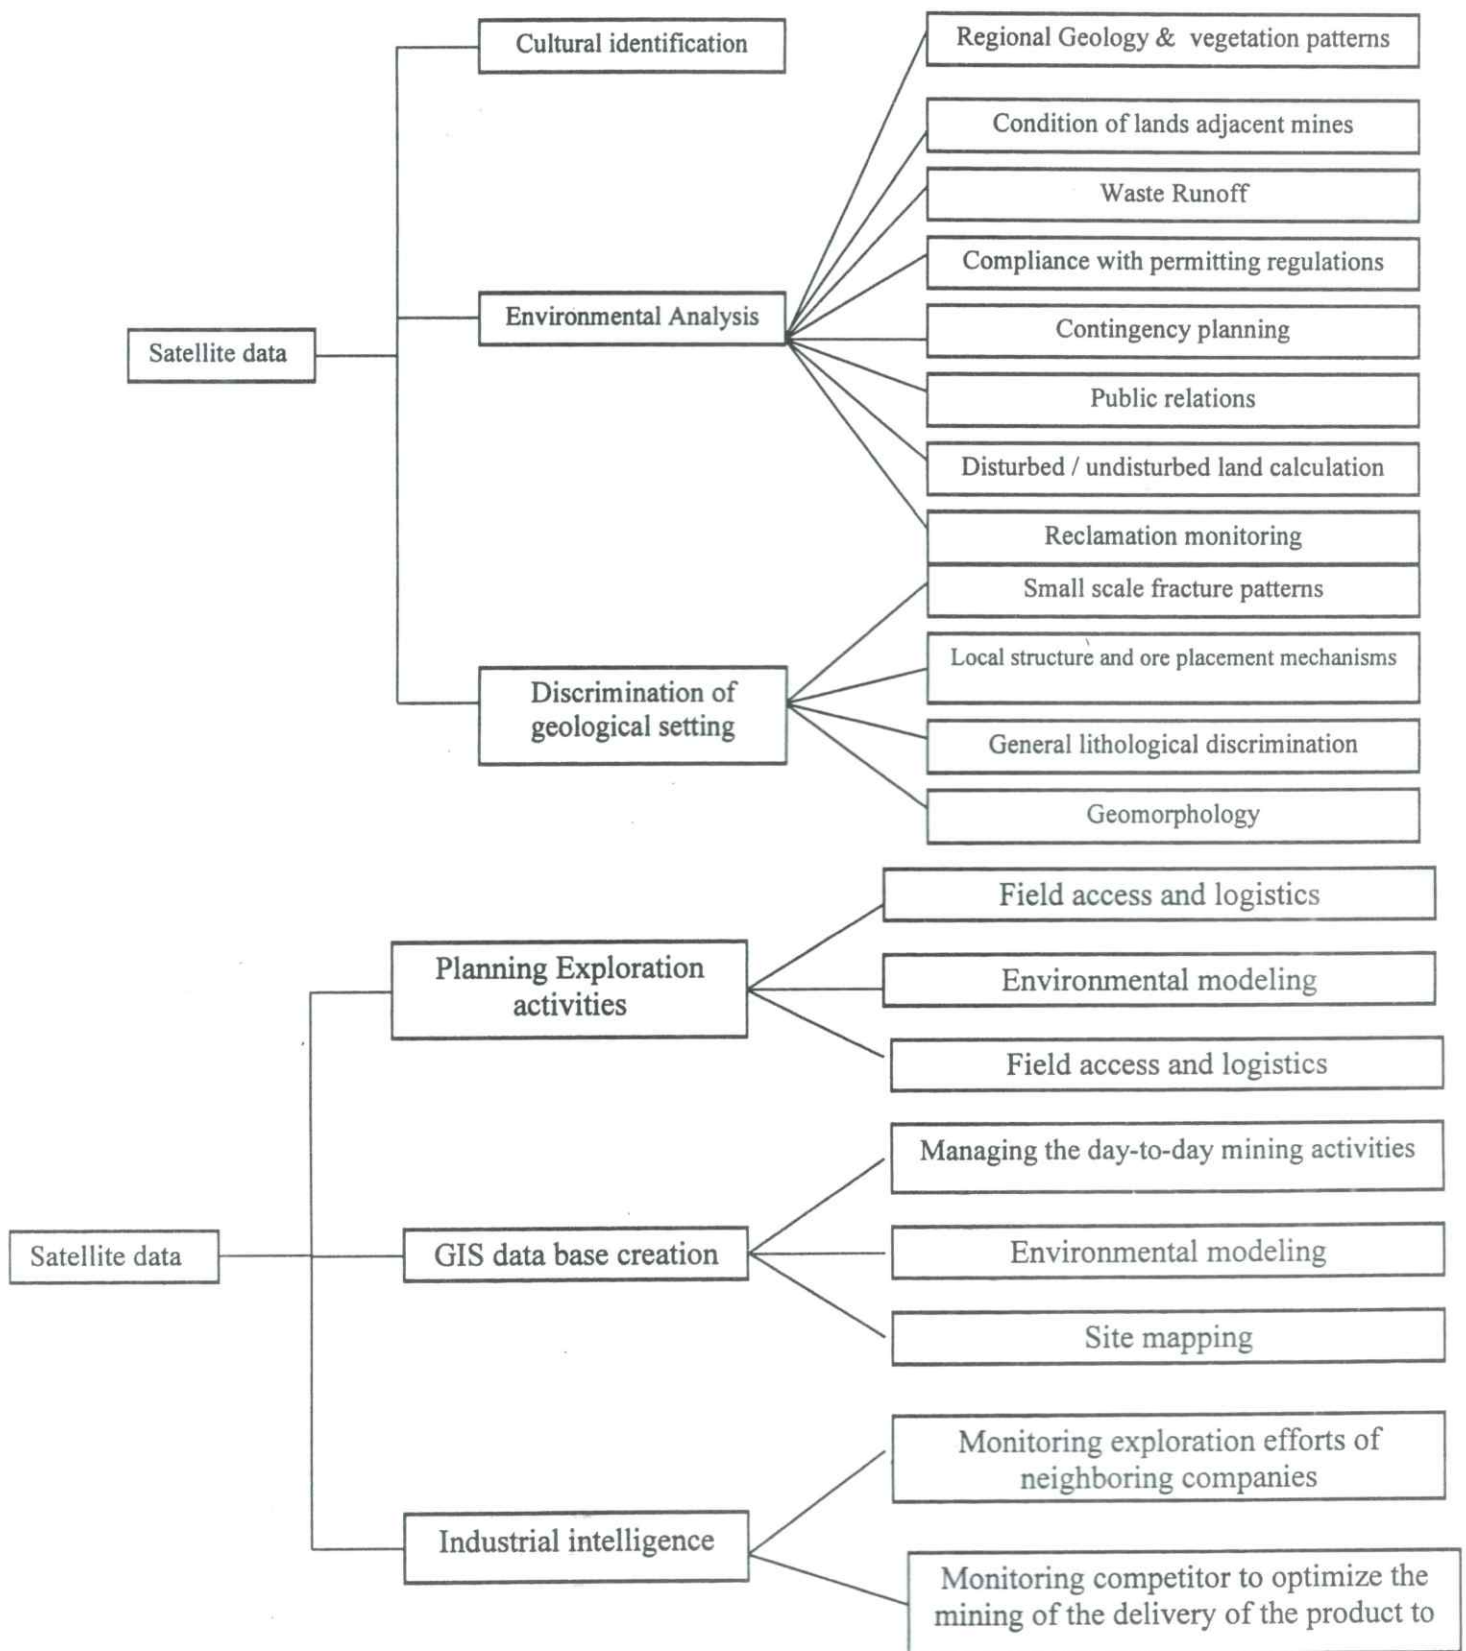 Cultural identification
Regional Geology & vegetation patterns
Condition of lands adjacent mines
Waste Runoff
Compliance with permitting regulations
Environmental Analysis
Contingency planning
Satellite data
Public relations
Disturbed / undisturbed land calculation
Reclamation monitoring
Small scale fracture patterns
Local structure and ore placement mechanisms
Discrimination of
geological setting
General lithological discrimination
Geomorphology
Field access and logistics
Planning Exploration
activities
Environmental modeling
Field access and logistics
Managing the day-to-day mining activities
Satellite data
GIS data base creation
Environmental modeling
Site mapping
Monitoring exploration efforts of
neighboring companies
Industrial intelligence
Monitoring competitor to optimize the
mining of the delivery of the product to